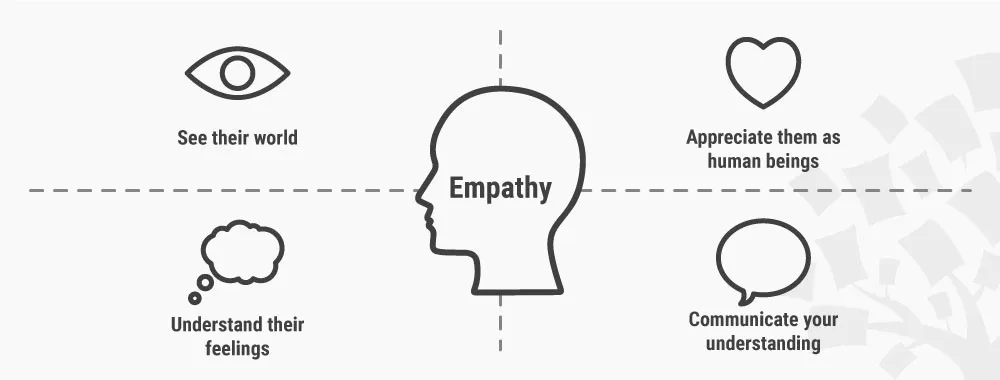 See their world
Appreciate them as
human beings
Empathy
Understand their
feelings
Communicate your
understanding